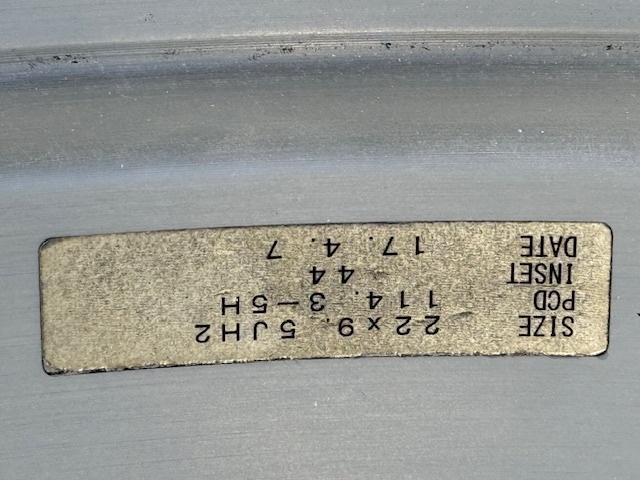 SIZE 22x9.5JH2
PCD 114.3-5H
INSET 44
DATE 17.4.7